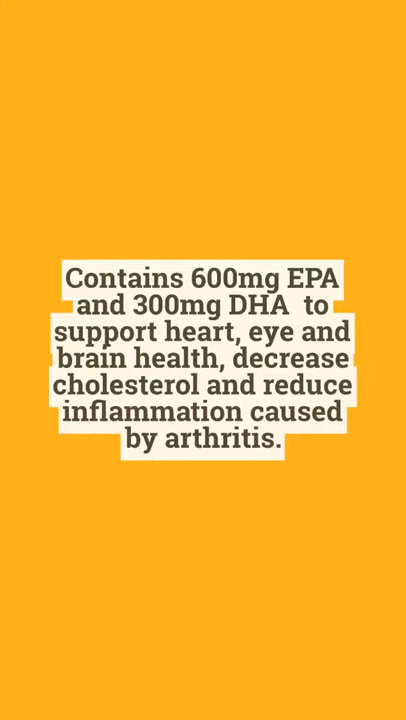 Contains 600mg EPA
and 300mg DHA  to
support heart, eye and
brain health, decrease
cholesterol and reduce
inflammation caused
by arthritis.